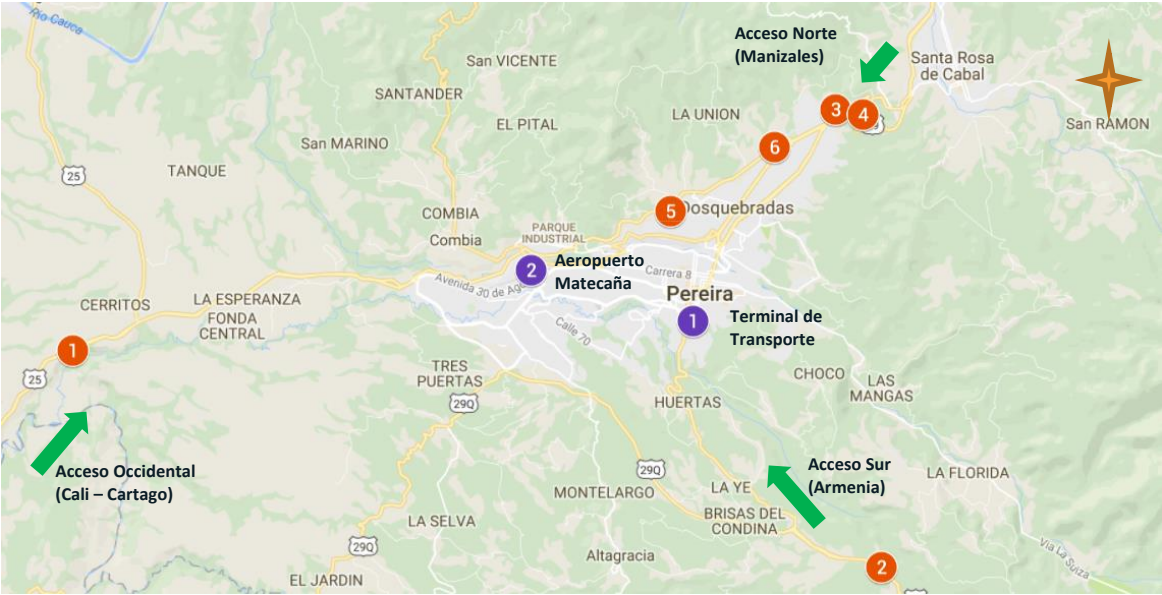 Río Cauca
Acceso Norte
(Manizales)
San VICENTE
Santa Rosa
de Cabal
SANTANDER
LA UNION
3
4
EL PITAL
San RAMON
San MARINO
6
25
TANQUE
COMBIA
5
Dosquebradas
Combia
PARQUE
INDUSTRIAL
2
Aeropuerto
Matecaña
Carrera 8
Avenida 30 de Ag
Pereira
CERRITOS
LA ESPERANZA
FONDA
CENTRAL
1
Terminal de
Transporte
Calle 70
1
25
TRES
PUERTAS
CHOCO
LAS
MANGAS
29Q
HUERTAS
Acceso Occidental
(Cali – Cartago)
29Q
Acceso Sur
(Armenia)
LA FLORIDA
MONTELARGO
LA YE
BRISAS DEL
CONDINA
LA SELVA
29Q
Altagracia
Via La Suiza
2
EL JARDIN